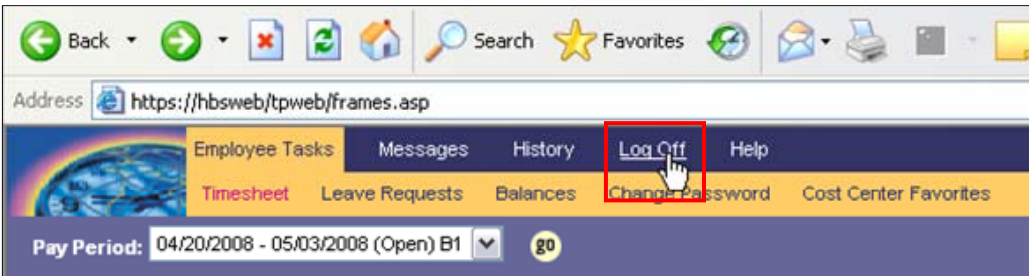 Back Search Favorites
Address https://hbsweb/tpweb/frames.asp
Employee Tasks Messages History Log Off Help
Timesheet Leave Requests Balances Change Password Cost Center Favorites
Pay Period: 04/20/2008 - 05/03/2008 (Open) B1 go